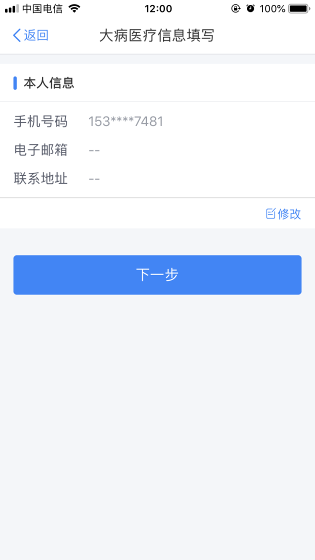 中国电信 12:00 100%
返回 大病医疗信息填写
本人信息
手机号码 153****7481
电子邮箱 --
联系地址 --
修改
下一步